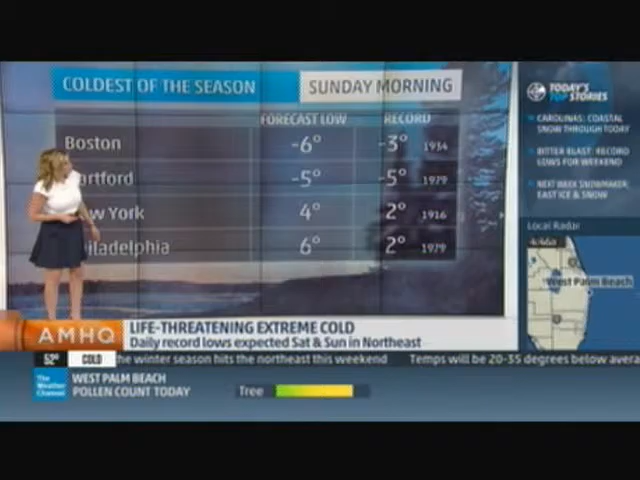 COLDEST OF THE SEASON SUNDAY MORNING
FORECAST LOW RECORD
Boston -6° -3° 1934
artford -5° -5° 1979
w York 4° 2° 1916
iladelphia 6° 2° 1979
TODAY'S
TOP STORIES
CAROLINAS: COASTAL
SNOW THROUGH TODAY
BITTER BLAST: RECORD
LOWS FOR WEEKEND
NEXT WEEK SNOWMAKER:
EAST ICE & SNOW
Local Radar
West Palm Beach
AMHQ
LIFE-THREATENING EXTREME COLD
Daily record lows expected Sat & Sun in Northeast
52° COLD the winter season hits the northeast this weekend Temps will be 20-35 degrees below avera
The
Weather
Channel
WEST PALM BEACH
POLLEN COUNT TODAY
Tree